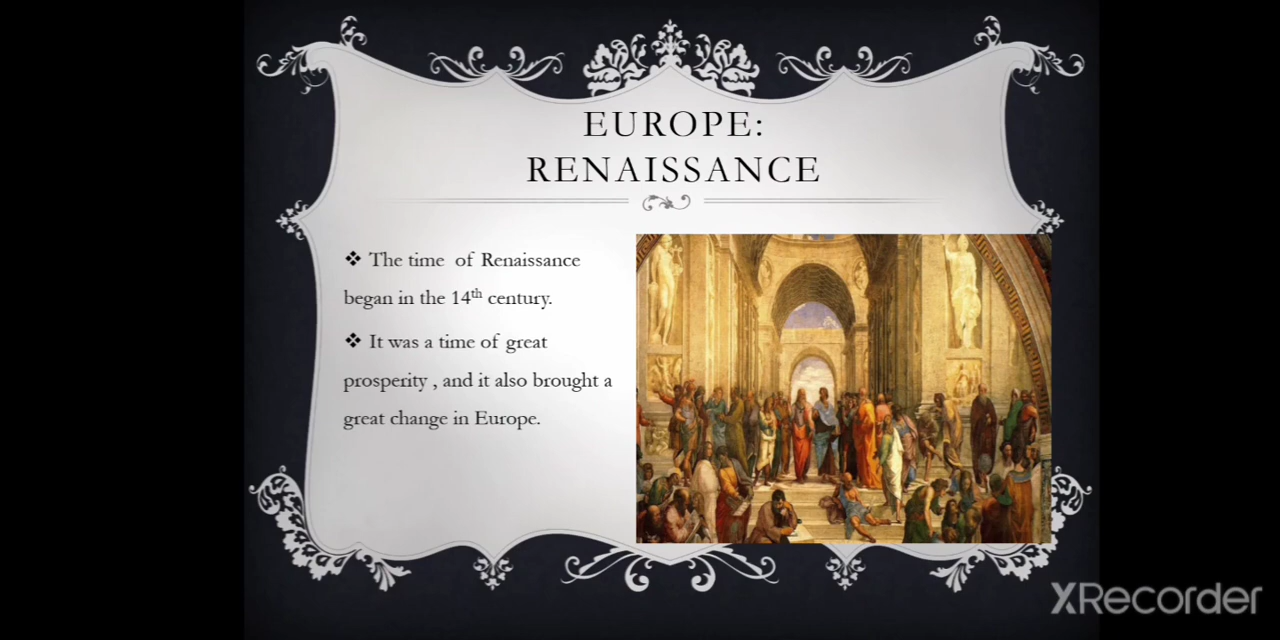 EUROPE:
RENAISSANCE
❖ The time of Renaissance
began in the 14th century.
❖ It was a time of great
prosperity , and it also brought a
great change in Europe.
XRecorder